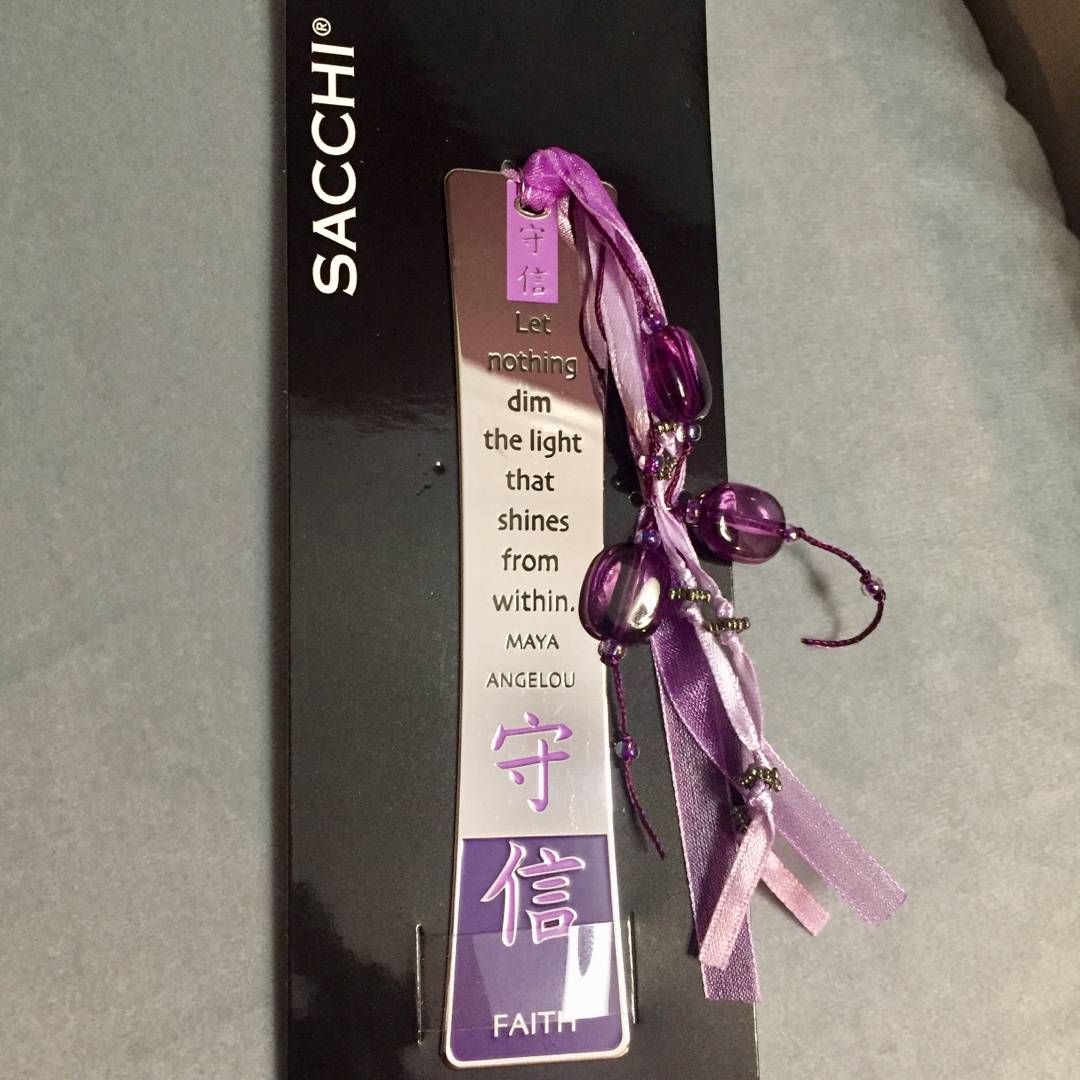 SACCHI®
守
信
Let
nothing
dim
the light
that
shines
from
within.
MAYA
ANGELOU
守
信
FAITH